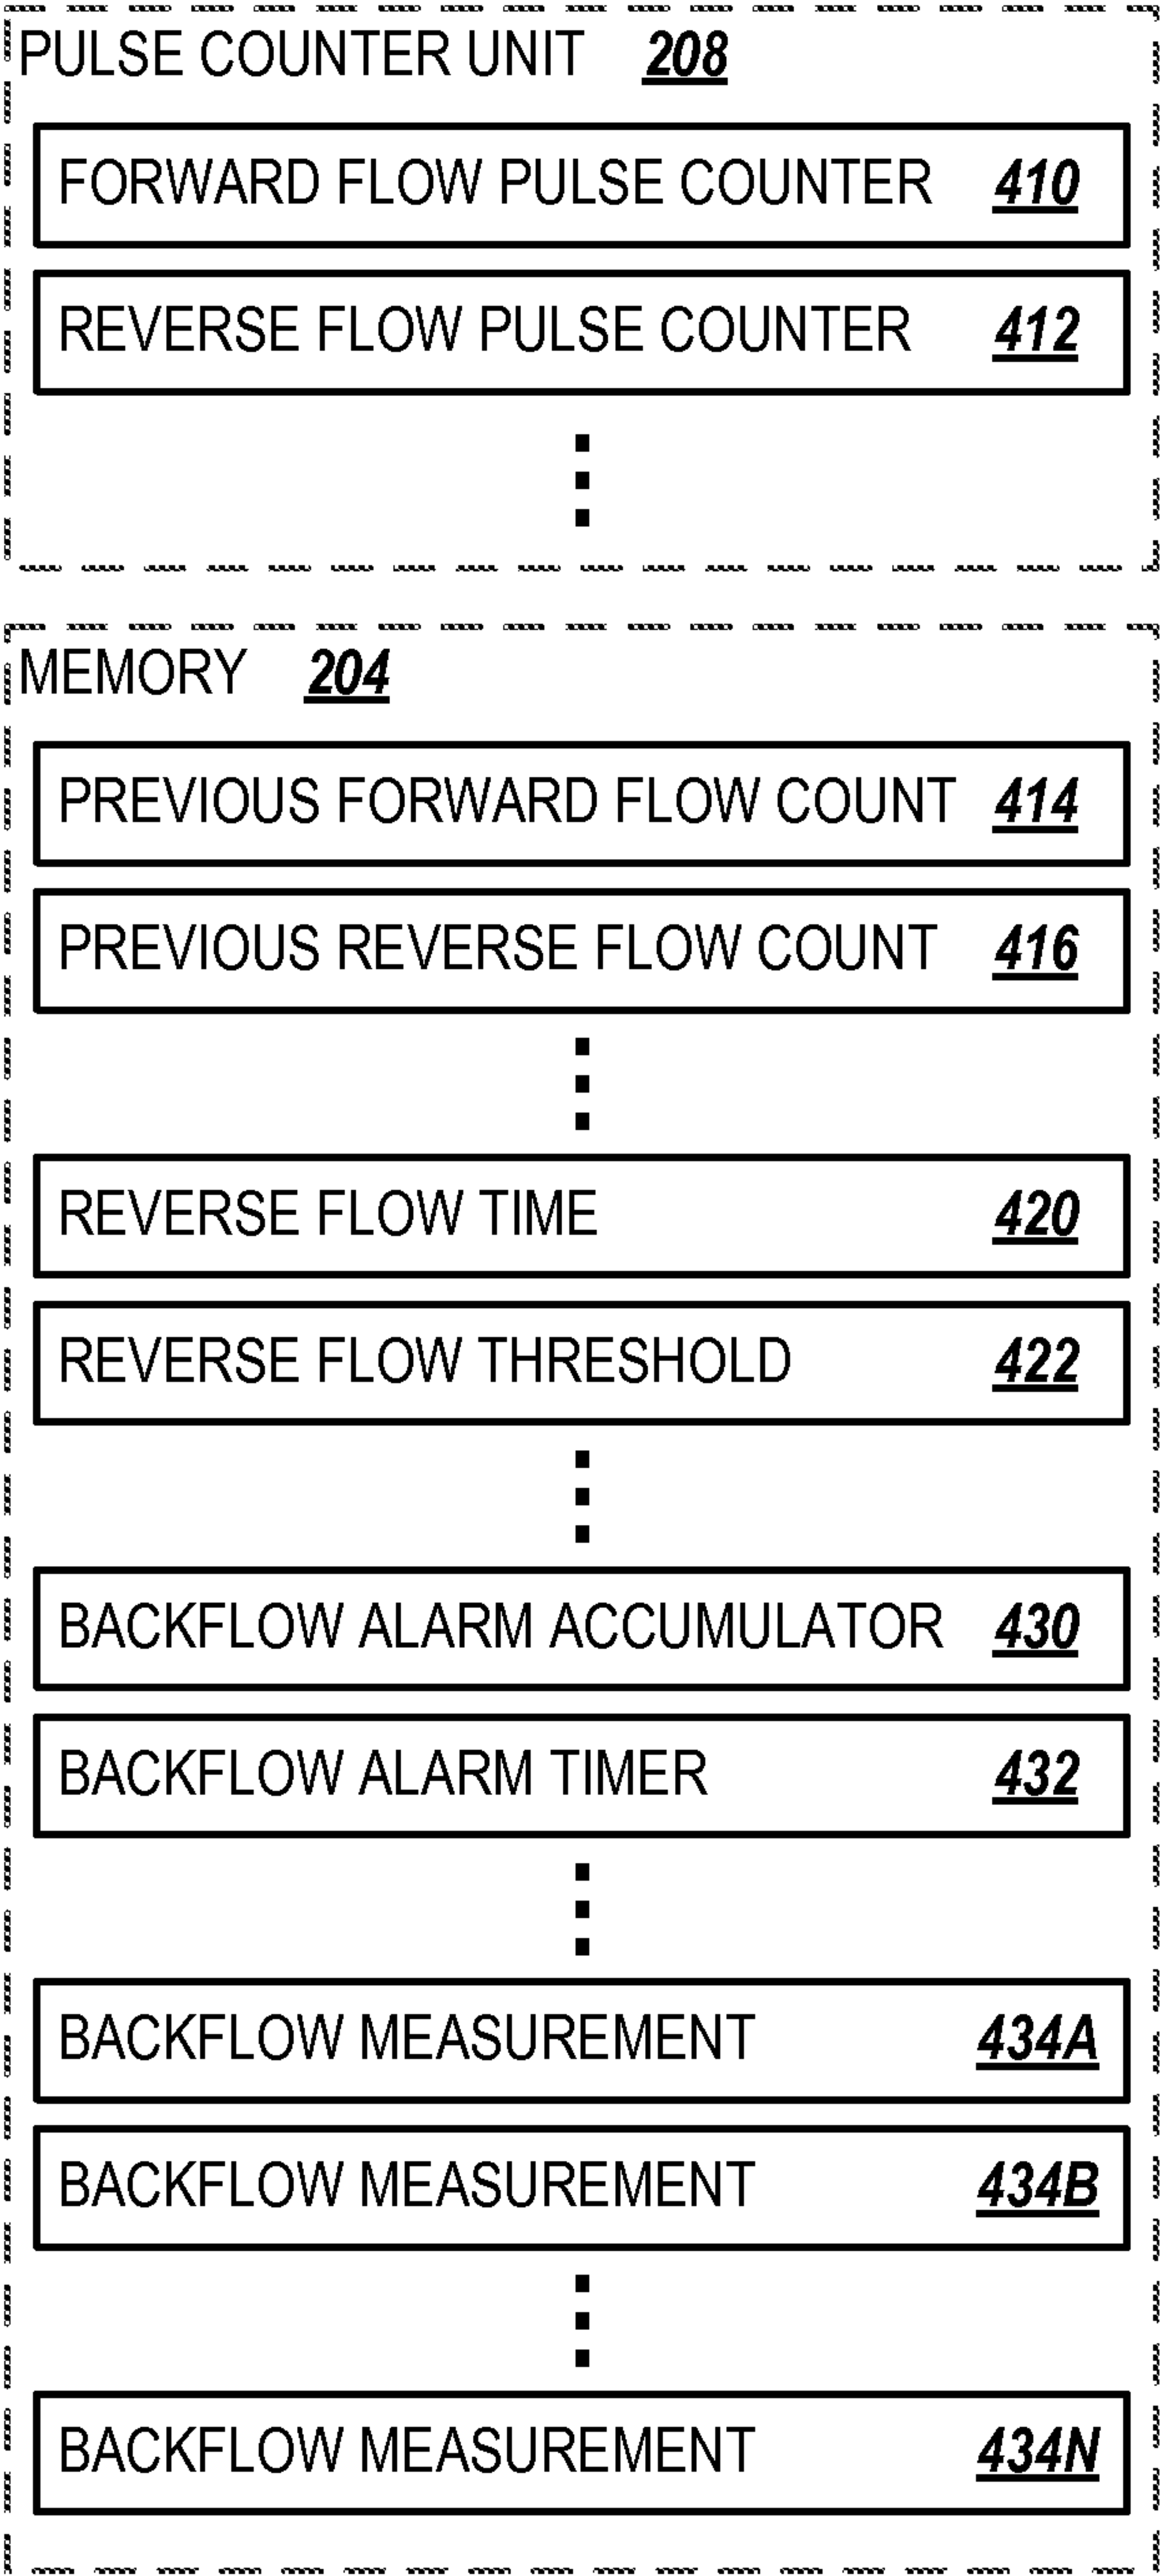 PULSE COUNTER UNIT 208
FORWARD FLOW PULSE COUNTER 410
REVERSE FLOW PULSE COUNTER 412
MEMORY 204
PREVIOUS FORWARD FLOW COUNT 414
PREVIOUS REVERSE FLOW COUNT 416
REVERSE FLOW TIME 420
REVERSE FLOW THRESHOLD 422
BACKFLOW ALARM ACCUMULATOR 430
BACKFLOW ALARM TIMER 432
BACKFLOW MEASUREMENT 434A
BACKFLOW MEASUREMENT 434B
BACKFLOW MEASUREMENT 434N